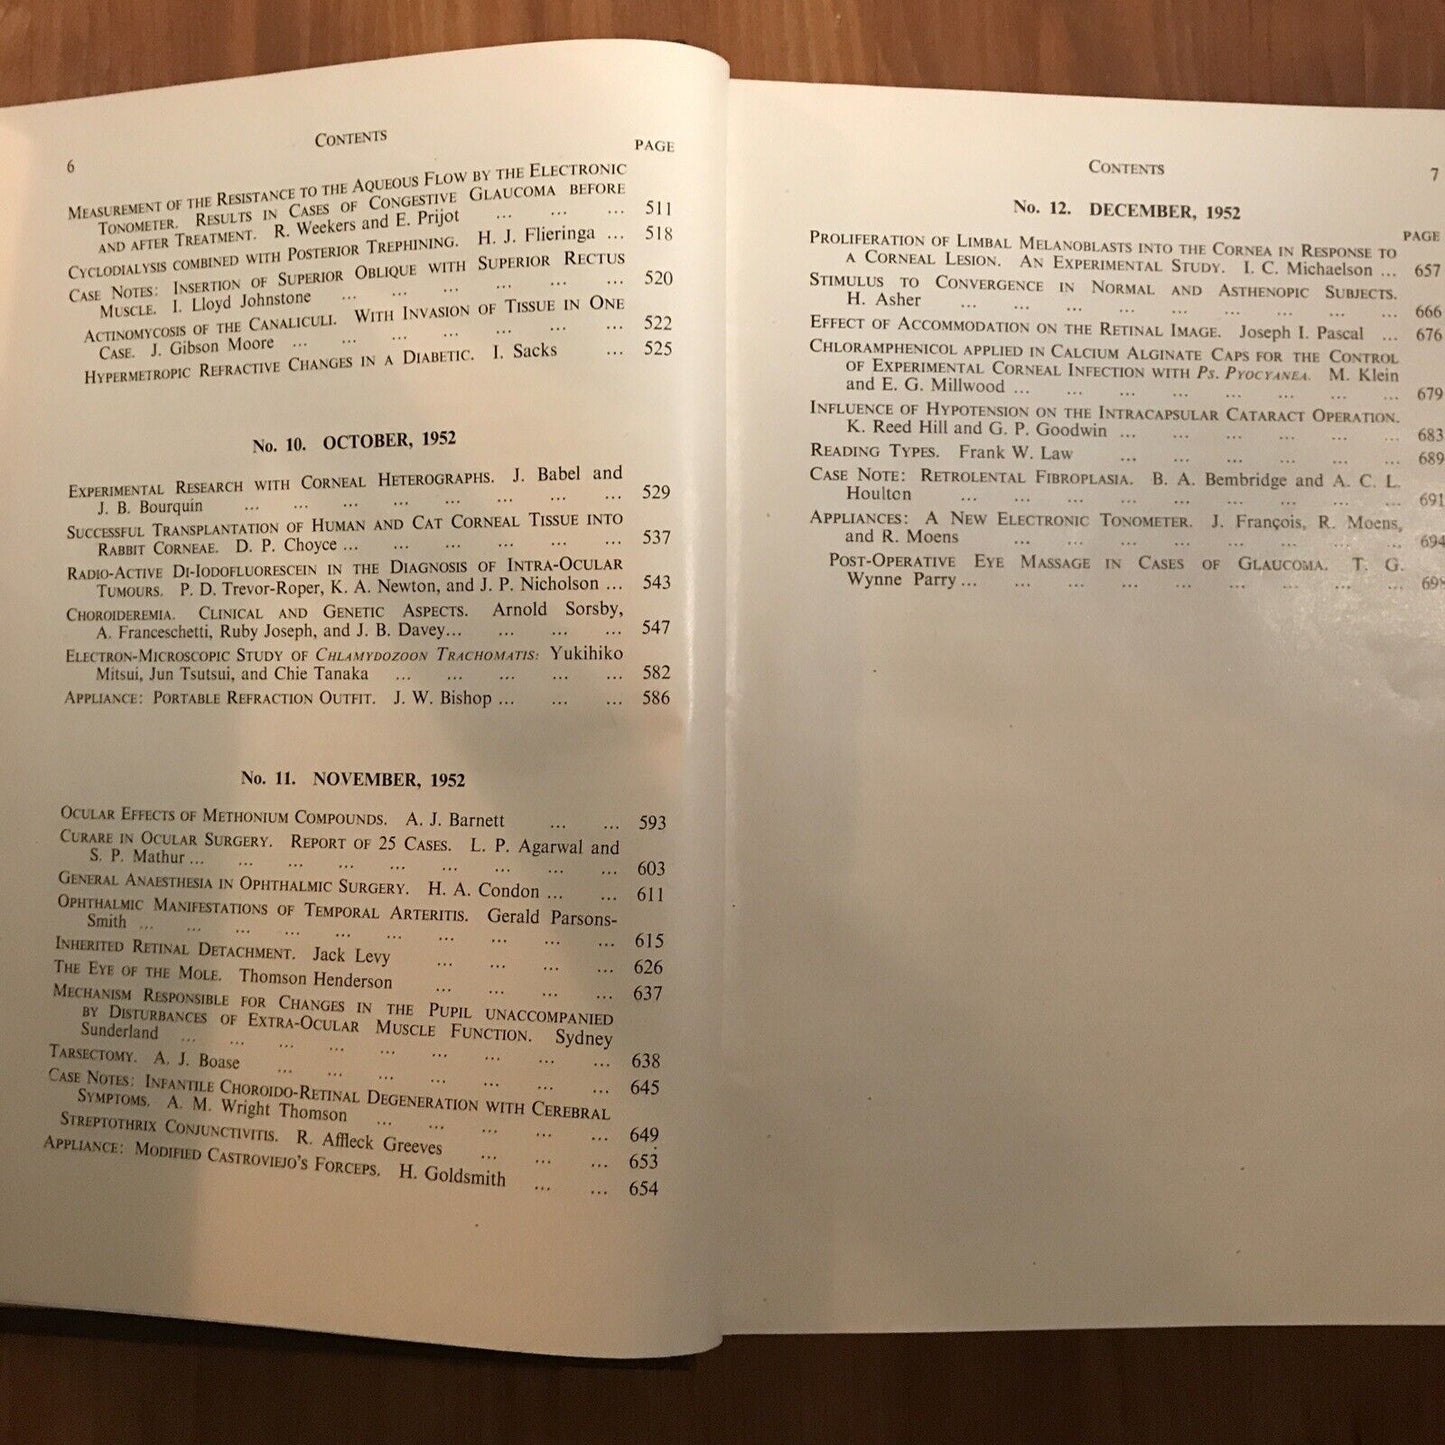 6
CONTENTS
PAGE
MEASUREMENT OF THE RESISTANCE TO THE AQUEOUS FLOW BY THE ELECTRONIC
TONOMETER. RESULTS IN CASES OF CONGESTIVE GLAUCOMA BEFORE
AND AFTER TREATMENT. R. Weekers and E. Prijot ... ... ... 511
CYCLODIALYSIS COMBINED WITH POSTERIOR TREPHINING. H. J. Flieringa ... 518
CASE NOTES: INSERTION OF SUPERIOR OBLIQUE WITH SUPERIOR RECTUS
MUSCLE. I. Lloyd Johnstone ... ... ... ... ... ... 520
ACTINOMYCOSIS OF THE CANALICULI. WITH INVASION OF TISSUE IN ONE
CASE. J. Gibson Moore ... ... ... ... ... ... ... 522
HYPERMETROPIC REFRACTIVE CHANGES IN A DIABETIC. I. Sacks ... 525
No. 10. OCTOBER, 1952
EXPERIMENTAL RESEARCH WITH CORNEAL HETEROGRAPHS. J. Babel and
J. B. Bourquin ... ... ... ... ... ... ... 529
SUCCESSFUL TRANSPLANTATION OF HUMAN AND CAT CORNEAL TISSUE INTO
RABBIT CORNEAE. D. P. Choyce ... ... ... ... ... ... 537
RADIO-ACTIVE DI-IODOFLUORESCEIN IN THE DIAGNOSIS OF INTRA-OCULAR
TUMOURS. P. D. Trevor-Roper, K. A. Newton, and J. P. Nicholson ... 543
CHOROIDEREMIA. CLINICAL AND GENETIC ASPECTS. Arnold Sorsby,
A. Franceschetti, Ruby Joseph, and J. B. Davey... ... ... ... 547
ELECTRON-MICROSCOPIC STUDY OF CHLAMYDOZOON TRACHOMATIS: Yukihiko
Mitsui, Jun Tsutsui, and Chie Tanaka ... ... ... ... ... 582
APPLIANCE: PORTABLE REFRACTION OUTFIT. J. W. Bishop ... ... ... 586
No. 11. NOVEMBER, 1952
OCULAR EFFECTS OF METHONIUM COMPOUNDS. A. J. Barnett ... ... 593
CURARE IN OCULAR SURGERY. REPORT OF 25 CASES. L. P. Agarwal and
S. P. Mathur ... ... ... ... ... ... ... ... ... 603
GENERAL ANAESTHESIA IN OPHTHALMIC SURGERY. H. A. Condon ... ... 611
OPHTHALMIC MANIFESTATIONS OF TEMPORAL ARTERITIS. Gerald Parsons-
Smith ... ... ... ... ... ... ... ... ... ... 615
INHERITED RETINAL DETACHMENT. Jack Levy ... ... ... ... 626
THE EYE OF THE MOLE. Thomson Henderson ... ... ... ... 637
MECHANISM RESPONSIBLE FOR CHANGES IN THE PUPIL UNACCOMPANIED
BY DISTURBANCES OF EXTRA-OCULAR MUSCLE FUNCTION. Sydney
Sunderland ... ... ... ... ... ... ... ... ... 638
TARSECTOMY. A. J. Boase ... ... ... ... ... ... ... 645
CASE NOTES: INFANTILE CHOROIDO-RETINAL DEGENERATION WITH CEREBRAL
SYMPTOMS. A. M. Wright Thomson ... ... ... ... ... 649
STREPTOTHRIX CONJUNCTIVITIS. R. Affleck Greeves ... ... ... 653
APPLIANCE: MODIFIED CASTROVIEJO'S FORCEPS. H. Goldsmith ... ... 654
CONTENTS
7
No. 12. DECEMBER, 1952
PAGE
PROLIFERATION OF LIMBAL MELANOBLASTS INTO THE CORNEA IN RESPONSE TO
A CORNEAL LESION. AN EXPERIMENTAL STUDY. I. C. Michaelson ... 657
STIMULUS TO CONVERGENCE IN NORMAL AND ASTHENOPIC SUBJECTS.
H. Asher ... ... ... ... ... ... ... ... ... 666
EFFECT OF ACCOMMODATION ON THE RETINAL IMAGE. Joseph I. Pascal ... 676
CHLORAMPHENICOL APPLIED IN CALCIUM ALGINATE CAPS FOR THE CONTROL
OF EXPERIMENTAL CORNEAL INFECTION WITH PS. PYOCYANEA. M. Klein
and E. G. Millwood ... ... ... ... ... ... ... ... 679
INFLUENCE OF HYPOTENSION ON THE INTRACAPSULAR CATARACT OPERATION.
K. Reed Hill and G. P. Goodwin ... ... ... ... ... ... 683
READING TYPES. Frank W. Law ... ... ... ... ... ... 689
CASE NOTE: RETROLENTAL FIBROPLASIA. B. A. Bembridge and A. C. L.
Houlton ... ... ... ... ... ... ... ... ... 691
APPLIANCES: A NEW ELECTRONIC TONOMETER. J. François, R. Moens,
and R. Moens ... ... ... ... ... ... ... ... 694
POST-OPERATIVE EYE MASSAGE IN CASES OF GLAUCOMA. T. G.
Wynne Parry ... ... ... ... ... ... ... ... ...